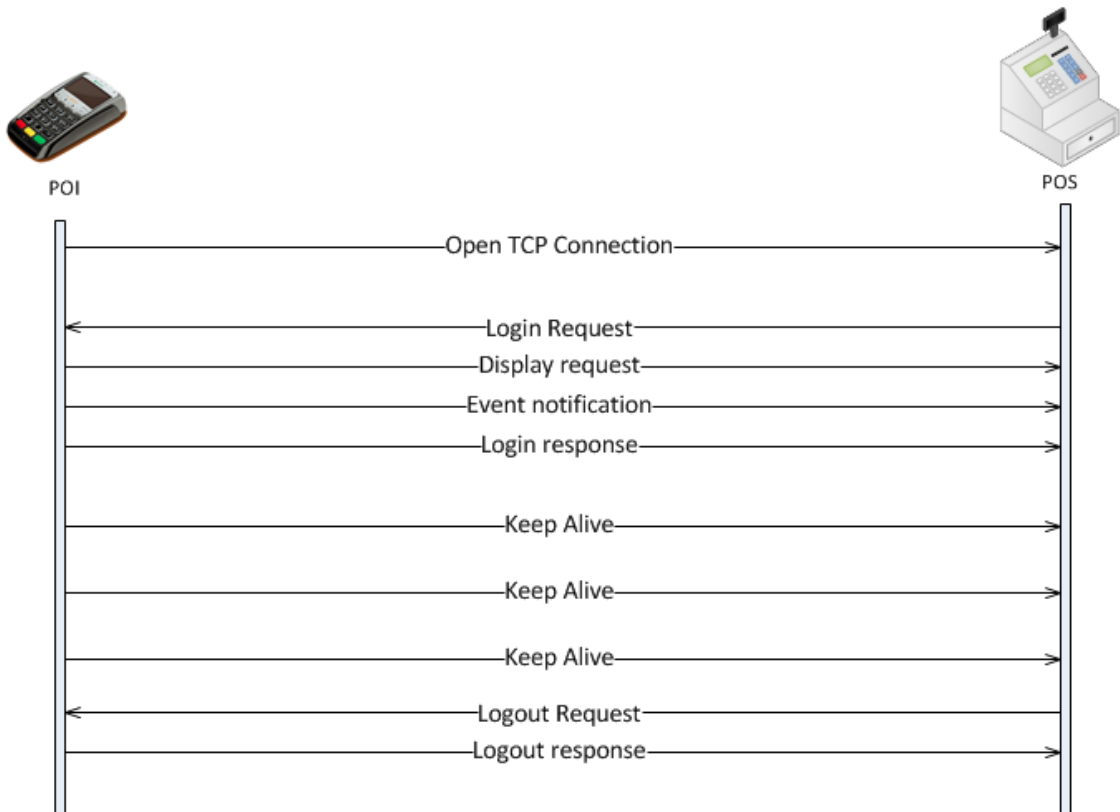 POI
POS
Open TCP Connection
Login Request
Display request
Event notification
Login response
Keep Alive
Keep Alive
Keep Alive
Logout Request
Logout response